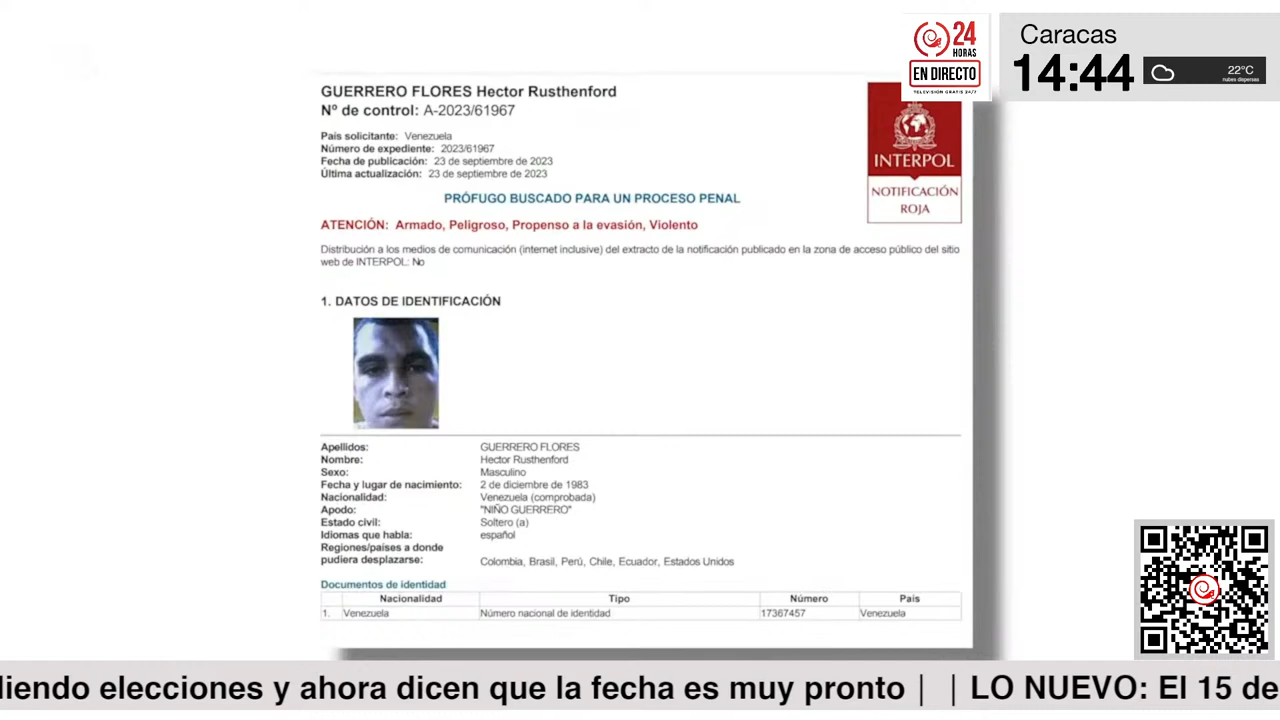 24
HORAS
EN DIRECTO
TELEVISIÓN GRATIS 24/7
Caracas
14:44
22°C
nubes dispersas
GUERRERO FLORES Hector Rusthenford
Nº de control: A-2023/61967
País solicitante: Venezuela
Número de expediente: 2023/61967
Fecha de publicación: 23 de septiembre de 2023
Última actualización: 23 de septiembre de 2023
INTERPOL
NOTIFICACIÓN
ROJA
PRÓFUGO BUSCADO PARA UN PROCESO PENAL
ATENCIÓN: Armado, Peligroso, Propenso a la evasión, Violento
Distribución a los medios de comunicación (internet inclusive) del extracto de la notificación publicado en la zona de acceso público del sitio
web de INTERPOL: No
1. DATOS DE IDENTIFICACIÓN
Apellidos: GUERRERO FLORES
Nombre: Hector Rusthenford
Sexo: Masculino
Fecha y lugar de nacimiento: 2 de diciembre de 1983
Nacionalidad: Venezuela (comprobada)
Apodo: "NIÑO GUERRERO"
Estado civil: Soltero (a)
Idiomas que habla: español
Regiones/países a donde
pudiera desplazarse: Colombia, Brasil, Perú, Chile, Ecuador, Estados Unidos
Documentos de identidad
Nacionalidad Tipo Número País
1. Venezuela Número nacional de identidad 17367457 Venezuela
diendo elecciones y ahora dicen que la fecha es muy pronto | | LO NUEVO: El 15 de